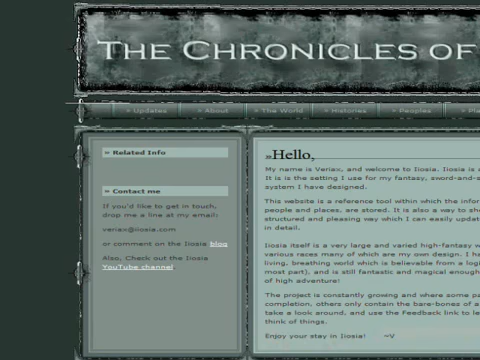 THE CHRONICLES OF
» Updates » About » The World » Histories » Peoples
» Related Info
» Contact me
If you'd like to get in touch,
drop me a line at my email:
veriax@iiosia.com
or comment on the Iiosia blog
Also, Check out the Iiosia
YouTube channel.
»Hello,
My name is Veriax, and welcome to Iiosia. Iiosia is
It is is the setting I use for my fantasy, sword-and-s
system I have designed.
This website is a reference tool within which the infor
people and places, are stored. It is also a way to sh
structured and pleasing way which I can easily updat
in detail.
Iiosia itself is a very large and varied high-fantasy w
various races many of which are my own design. I ha
living, breathing world which is believable from a logi
most part), and is still fantastic and magical enough
of high adventure!
The project is constantly growing and where some pa
completion, others only contain the bare-bones of a
take a look around, and use the Feedback link to le
think of things.
Enjoy your stay in Iiosia! ~V